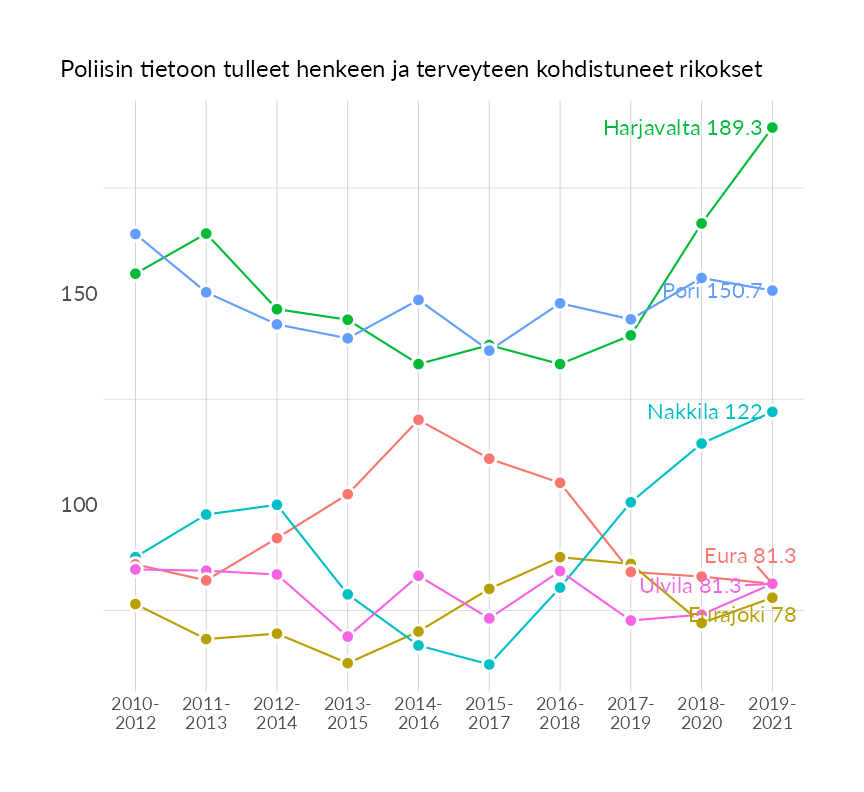 Poliisin tietoon tulleet henkeen ja terveyteen kohdistuneet rikokset
Harjavalta 189.3
150
Pori 150.7
Nakkila 122
100
Eura 81.3
Ulvila 81.3
Eurajoki 78
2010- 2011- 2012- 2013- 2014- 2015- 2016- 2017- 2018- 2019-
2012 2013 2014 2015 2016 2017 2018 2019 2020 2021